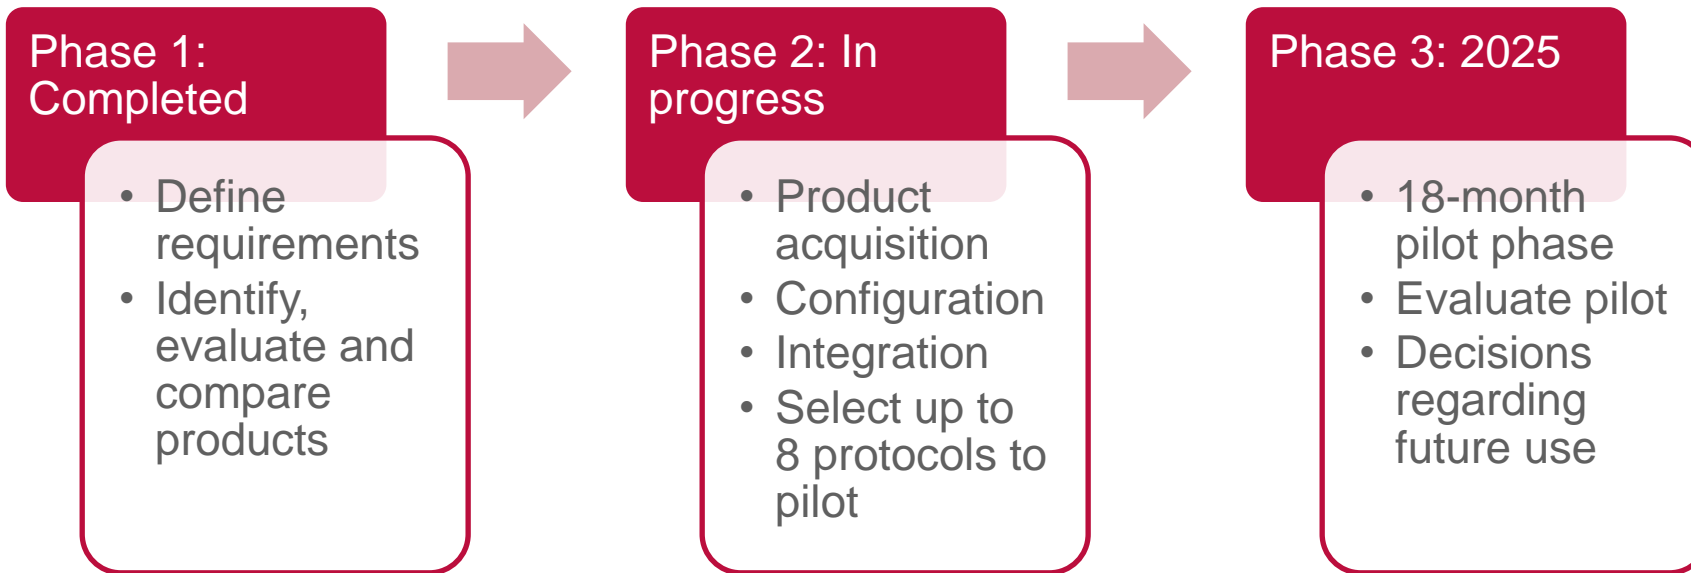 Phase 1:
Completed
• Define
requirements
• Identify,
evaluate and
compare
products
Phase 2: In
progress
• Product
acquisition
• Configuration
• Integration
• Select up to
8 protocols to
pilot
Phase 3: 2025
• 18-month
pilot phase
• Evaluate pilot
• Decisions
regarding
future use